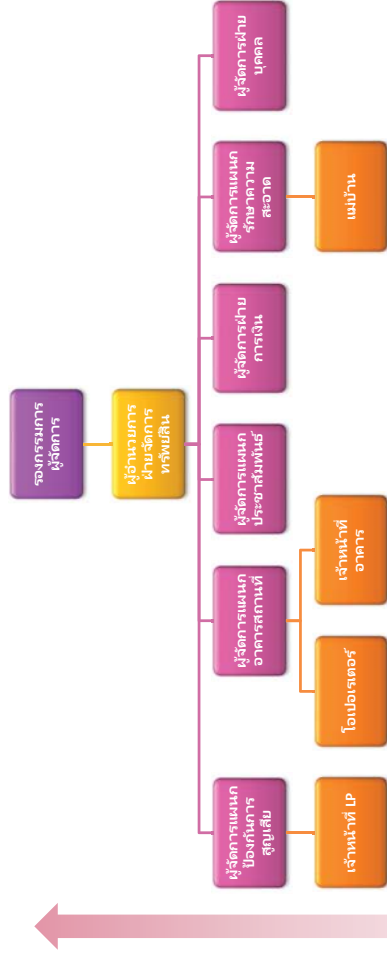 รองกรรมการ
ผู้จัดการ
ผู้อำนวยการ
ฝ่ายจัดการ
ทรัพย์สิน
ผู้จัดการแผนก
ป้องกันการ
สูญเสีย
ผู้จัดการแผนก
อาคารสถานที่
ผู้จัดการแผนก
ประชาสัมพันธ์
ผู้จัดการฝ่าย
การเงิน
ผู้จัดการแผนก
รักษาความ
สะอาด
ผู้จัดการฝ่าย
บุคคล
เจ้าหน้าที่ LP
โอเปอเรเตอร์
เจ้าหน้าที่
อาคาร
แม่บ้าน